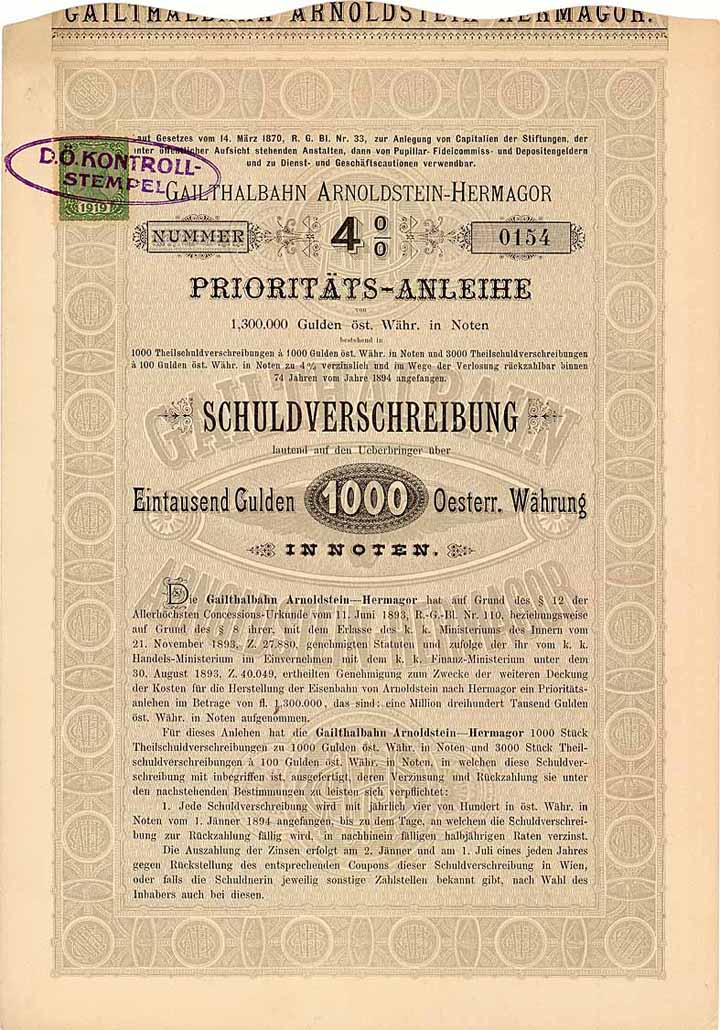 GAILTHALBAHN ARNOLDSTEIN-HERMAGOR.
Laut Gesetzes vom 14. März 1870, R. G. Bl. Nr. 33, zur Anlegung von Capitalien der Stiftungen, der
unter öffentlicher Aufsicht stehenden Anstalten, dann von Pupillar- Fideicommiss- und Depositengeldern
und zu Dienst- und Geschäftscautionen verwendbar.
D.Ö. KONTROLL-
STEMPEL
1919
GAILTHALBAHN ARNOLDSTEIN-HERMAGOR
NUMMER 4% 0154
PRIORITÄTS-ANLEIHE
von
1,300.000 Gulden öst. Währ. in Noten
bestehend in
1000 Theilschuldverschreibungen à 1000 Gulden öst. Währ. in Noten und 3000 Theilschuldverschreibungen
à 100 Gulden öst. Währ. in Noten zu 4% verzinslich und im Wege der Verlosung rückzahlbar binnen
74 Jahren vom Jahre 1894 angefangen.
GAILTHALBAHN
SCHULDVERSCHREIBUNG
lautend auf den Ueberbringer über
Eintausend Gulden 1000 Oesterr. Währung
IN NOTEN.
ARNOLDSTEIN-HERMAGOR
Die Gailthalbahn Arnoldstein—Hermagor hat auf Grund des § 12 der
Allerhöchsten Concessions-Urkunde vom 11. Juni 1893, R.-G.-Bl. Nr. 110, beziehungsweise
auf Grund des § 8 ihrer, mit dem Erlasse des k. k. Ministeriums des Innern vom
21. November 1893, Z. 27.880, genehmigten Statuten und zufolge der ihr vom k. k.
Handels-Ministerium im Einvernehmen mit dem k. k. Finanz-Ministerium unter dem
30. August 1893, Z. 40.049, ertheilten Genehmigung zum Zwecke der weiteren Deckung
der Kosten für die Herstellung der Eisenbahn von Arnoldstein nach Hermagor ein Prioritäts-
anlehen im Betrage von fl. 1,300.000, das sind: eine Million dreihundert Tausend Gulden
öst. Währ. in Noten aufgenommen.
Für dieses Anlehen hat die Gailthalbahn Arnoldstein—Hermagor 1000 Stück
Theilschuldverschreibungen zu 1000 Gulden öst. Währ. in Noten und 3000 Stück Theil-
schuldverschreibungen à 100 Gulden öst. Währ. in Noten, in welchen diese Schuldver-
schreibung mit inbegriffen ist, ausgefertigt, deren Verzinsung und Rückzahlung sie unter
den nachstehenden Bestimmungen zu leisten sich verpflichtet:
1. Jede Schuldverschreibung wird mit jährlich vier von Hundert in öst. Währ. in
Noten vom 1. Jänner 1894 angefangen, bis zu dem Tage, an welchem die Schuldverschrei-
bung zur Rückzahlung fällig wird, in nachhinein fälligen halbjährigen Raten verzinst.
Die Auszahlung der Zinsen erfolgt am 2. Jänner und am 1. Juli eines jeden Jahres
gegen Rückstellung des entsprechenden Coupons dieser Schuldverschreibung in Wien,
oder falls die Schuldnerin jeweilig sonstige Zahlstellen bekannt gibt, nach Wahl des
Inhabers auch bei diesen.